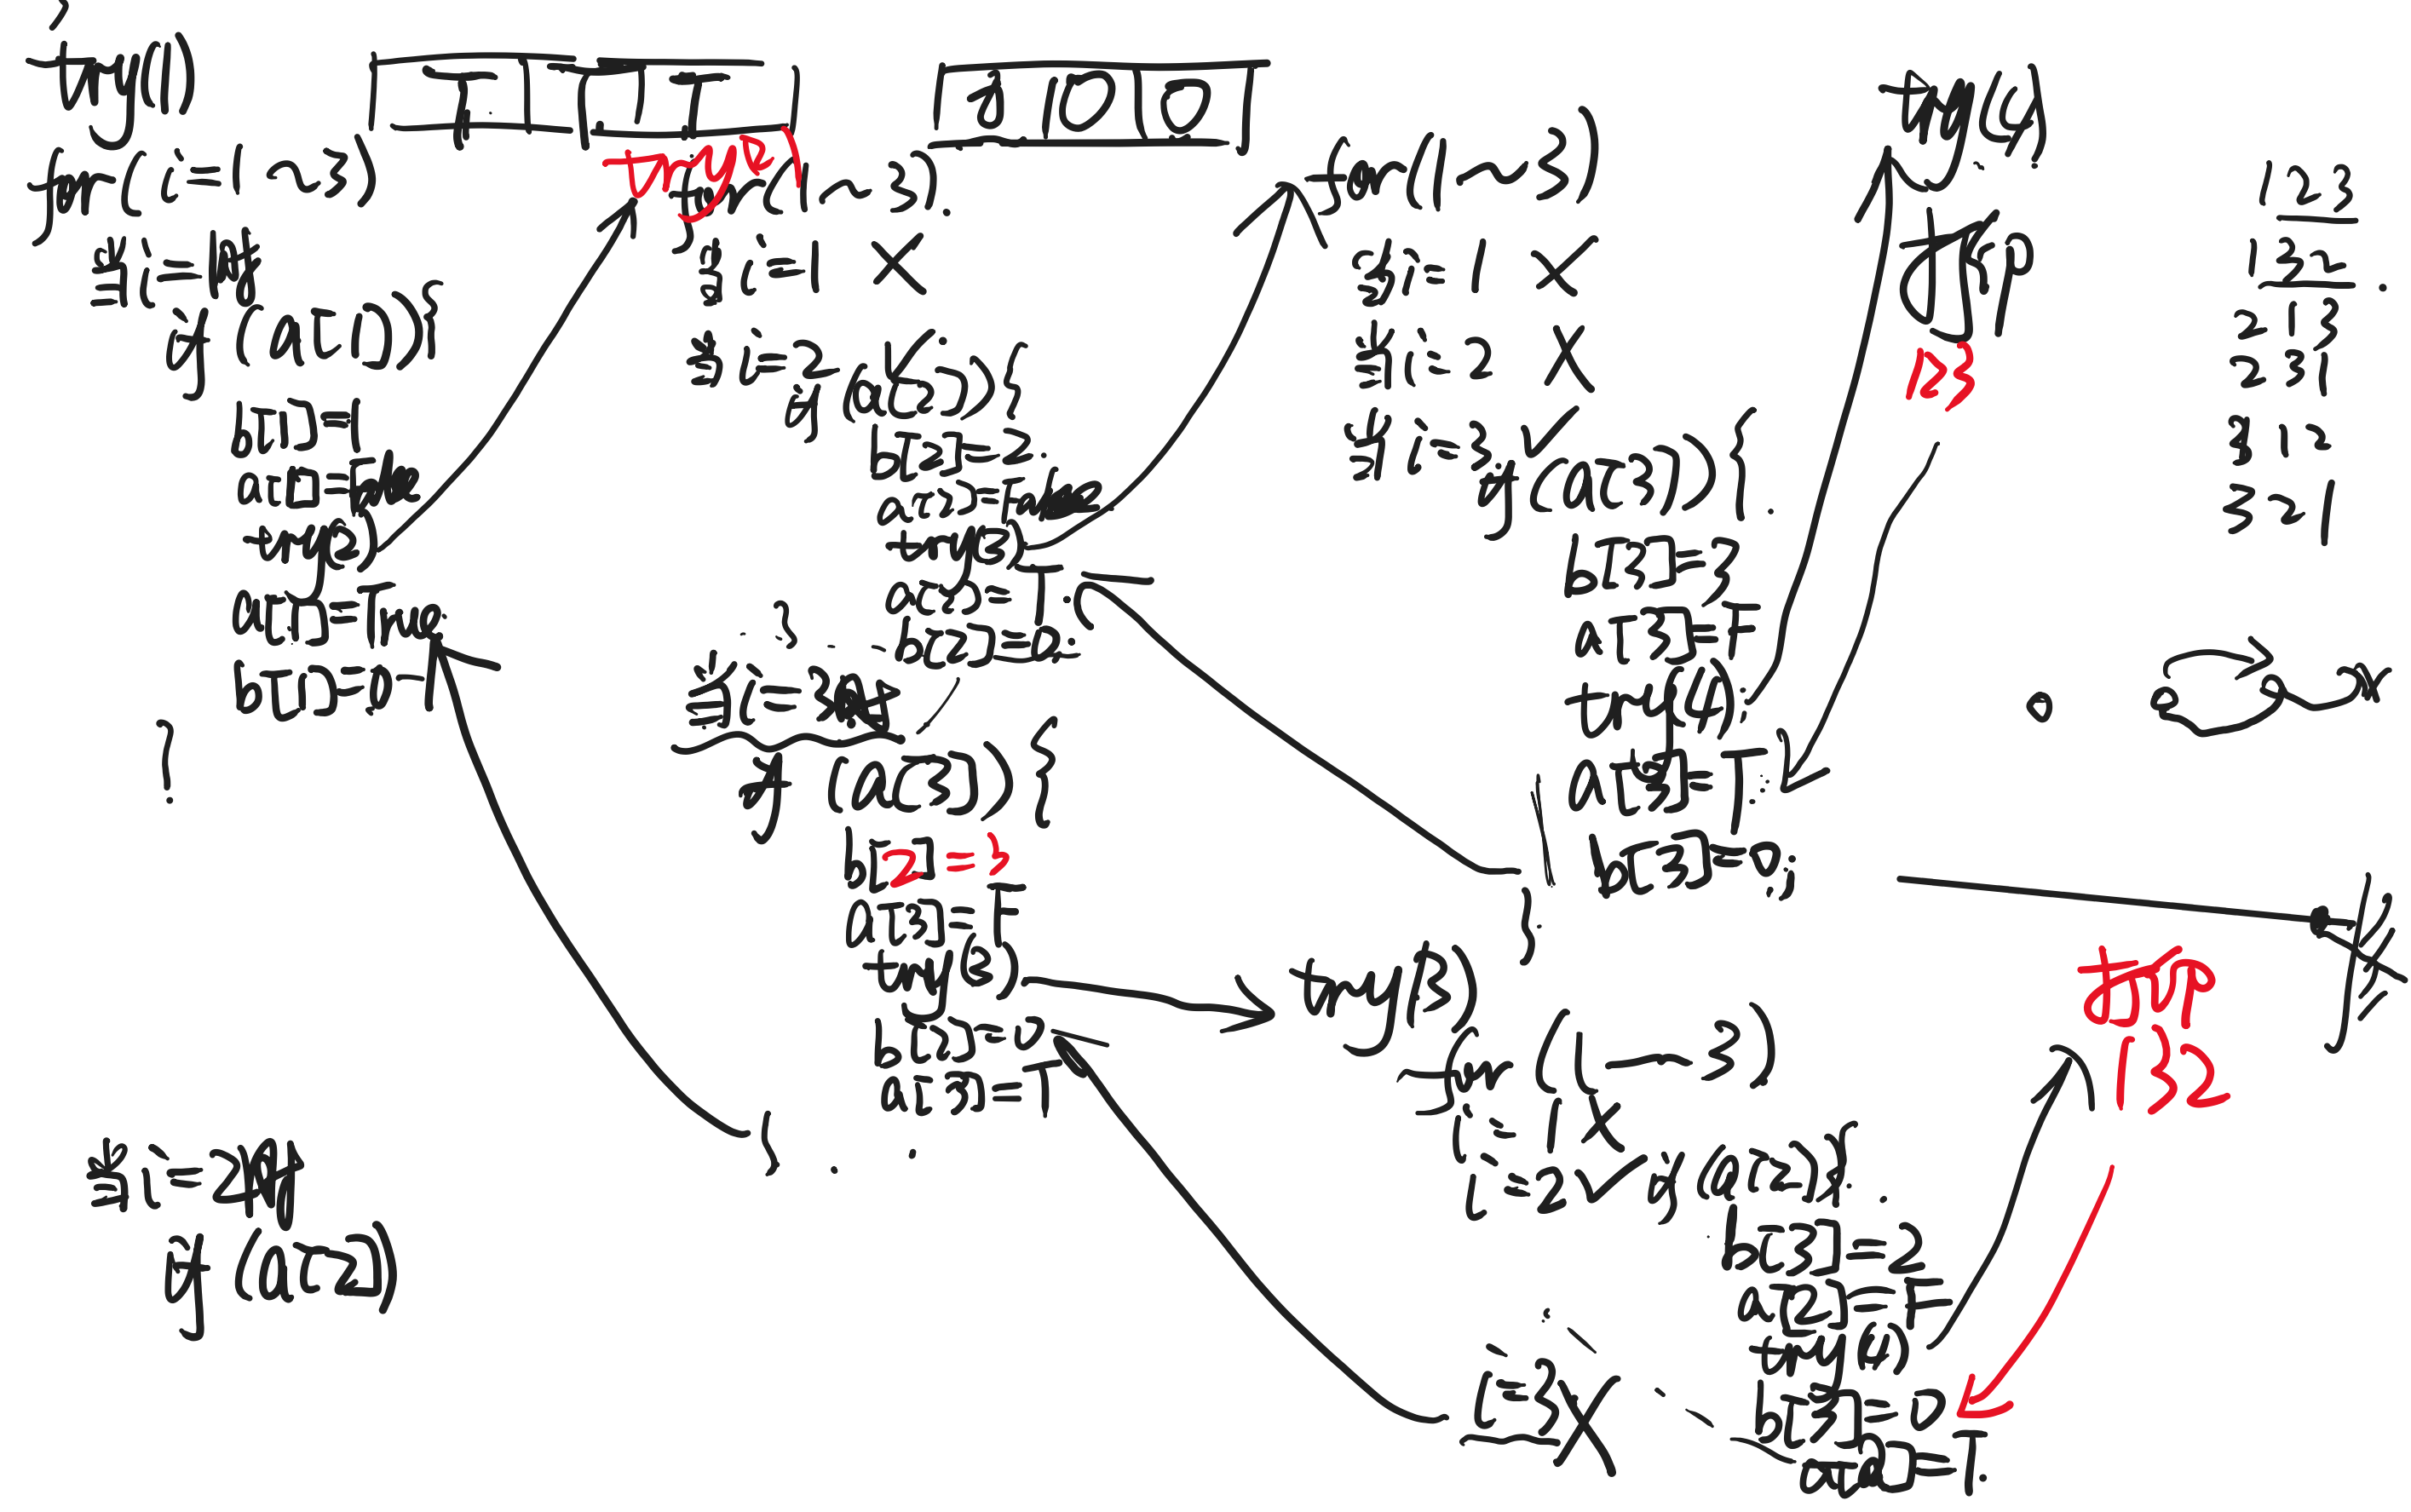 try(1)
for(i=1~3)
当i=1时
if(a[1]){
b[1]=1
a[1]=F
try(2)
a[1]=True
b[1]=0
}
当i=2时
if(a[2])
T T T
0 0 0
try(2)
for(1~3)
当i=1 X
当i=2 ✓
if(a[2]){
b[2]=2
a[2]=F
try(3)
a[2]=T
b[2]=0;
}
当i=3时
if(a[3]){
b[2]=3
a[3]=F
try(3)
b[2]=0
a[3]=T
}
for(1~3)
当i=1 X
当i=2 X
当i=3 ✓
if(a[3]){
b[3]=3
a[3]=F
try(4);
a[3]=T;
b[3]=0;
}
try(3)
for(1~3)
i=1 X
i=2 ✓ if(a[2]){
b[3]=2
a[2]=F
try(4)
b[3]=0
a[2]=T
i=3 X
try(4)
打印
123
打印
132
123
132
213
231
312
321